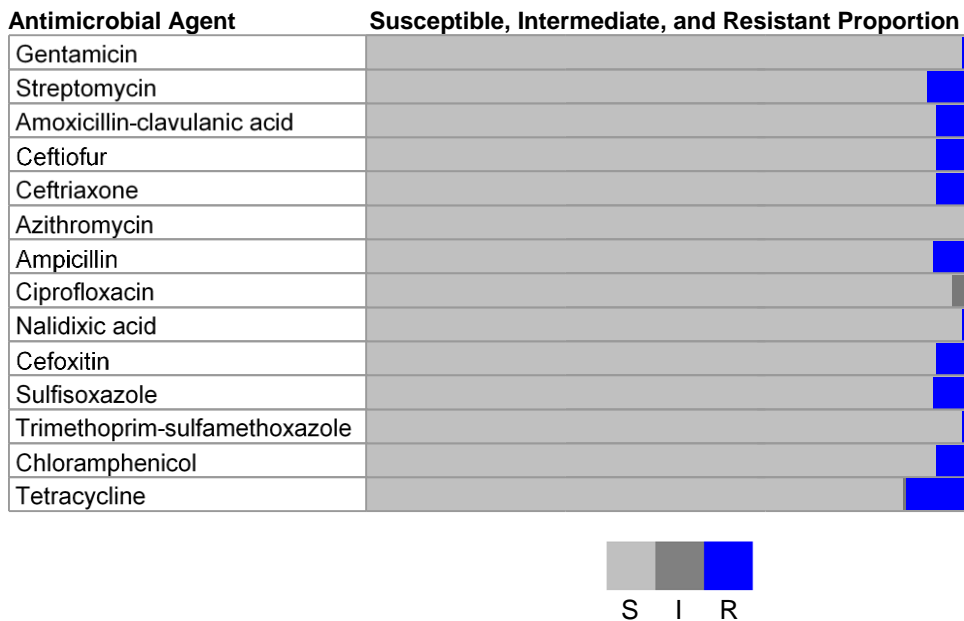 Antimicrobial Agent Susceptible, Intermediate, and Resistant Proportion
Gentamicin
Streptomycin
Amoxicillin-clavulanic acid
Ceftiofur
Ceftriaxone
Azithromycin
Ampicillin
Ciprofloxacin
Nalidixic acid
Cefoxitin
Sulfisoxazole
Trimethoprim-sulfamethoxazole
Chloramphenicol
Tetracycline
S I R